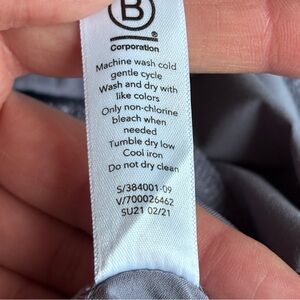 B
Corporation
Machine wash cold
gentle cycle
Wash and dry with
like colors
Only non-chlorine
bleach when
needed
Tumble dry low
Cool iron
Do not dry clean
S/384001-09
V/700026462
SU21 02/21